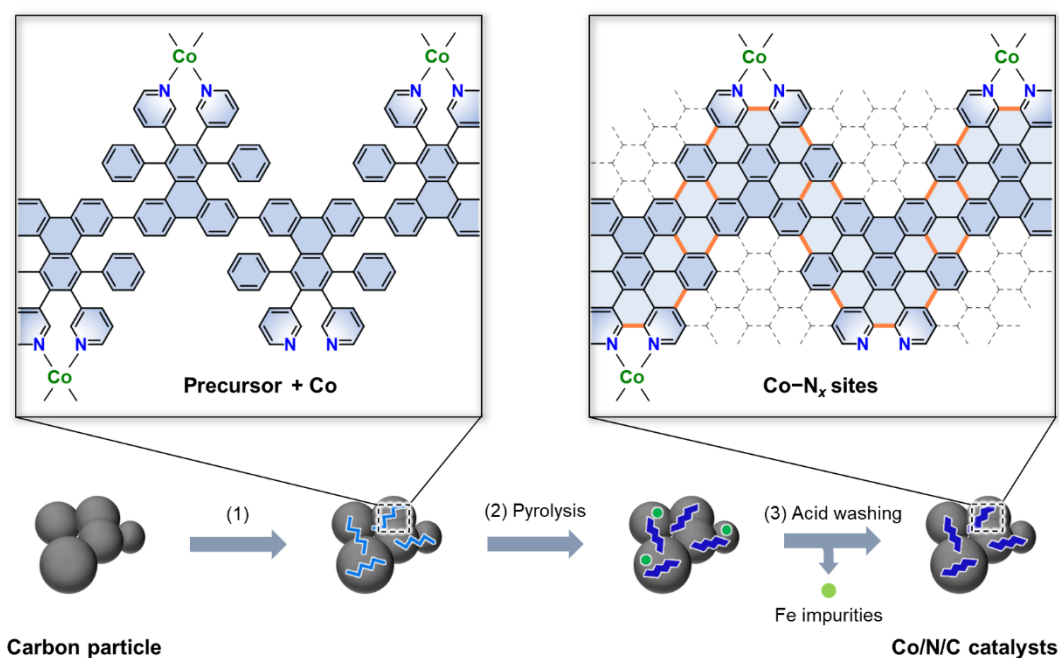 Co
Co
N
N
N
Precursor + Co
N
N
N
N
Co
Co
Co
N
N
N
Co−Nx sites
N
N
N
N
Co
(1)
(2) Pyrolysis
(3) Acid washing
Fe impurities
Carbon particle
Co/N/C catalysts